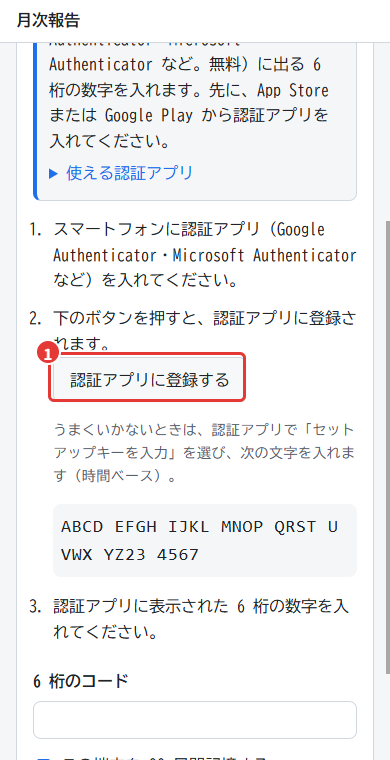 月次報告
Authenticator・Microsoft
Authenticator など。無料）に出る 6
桁の数字を入れます。先に、App Store
または Google Play から認証アプリを
入れてください。
▶ 使える認証アプリ
1. スマートフォンに認証アプリ（Google
Authenticator・Microsoft Authenticator
など）を入れてください。
2. 下のボタンを押すと、認証アプリに登録さ
れます。
1
認証アプリに登録する
うまくいかないときは、認証アプリで「セット
アップキーを入力」を選び、次の文字を入れま
す（時間ベース）。
ABCD EFGH IJKL MNOP QRST U
VWX YZ23 4567
3. 認証アプリに表示された 6 桁の数字を入
れてください。
6 桁のコード